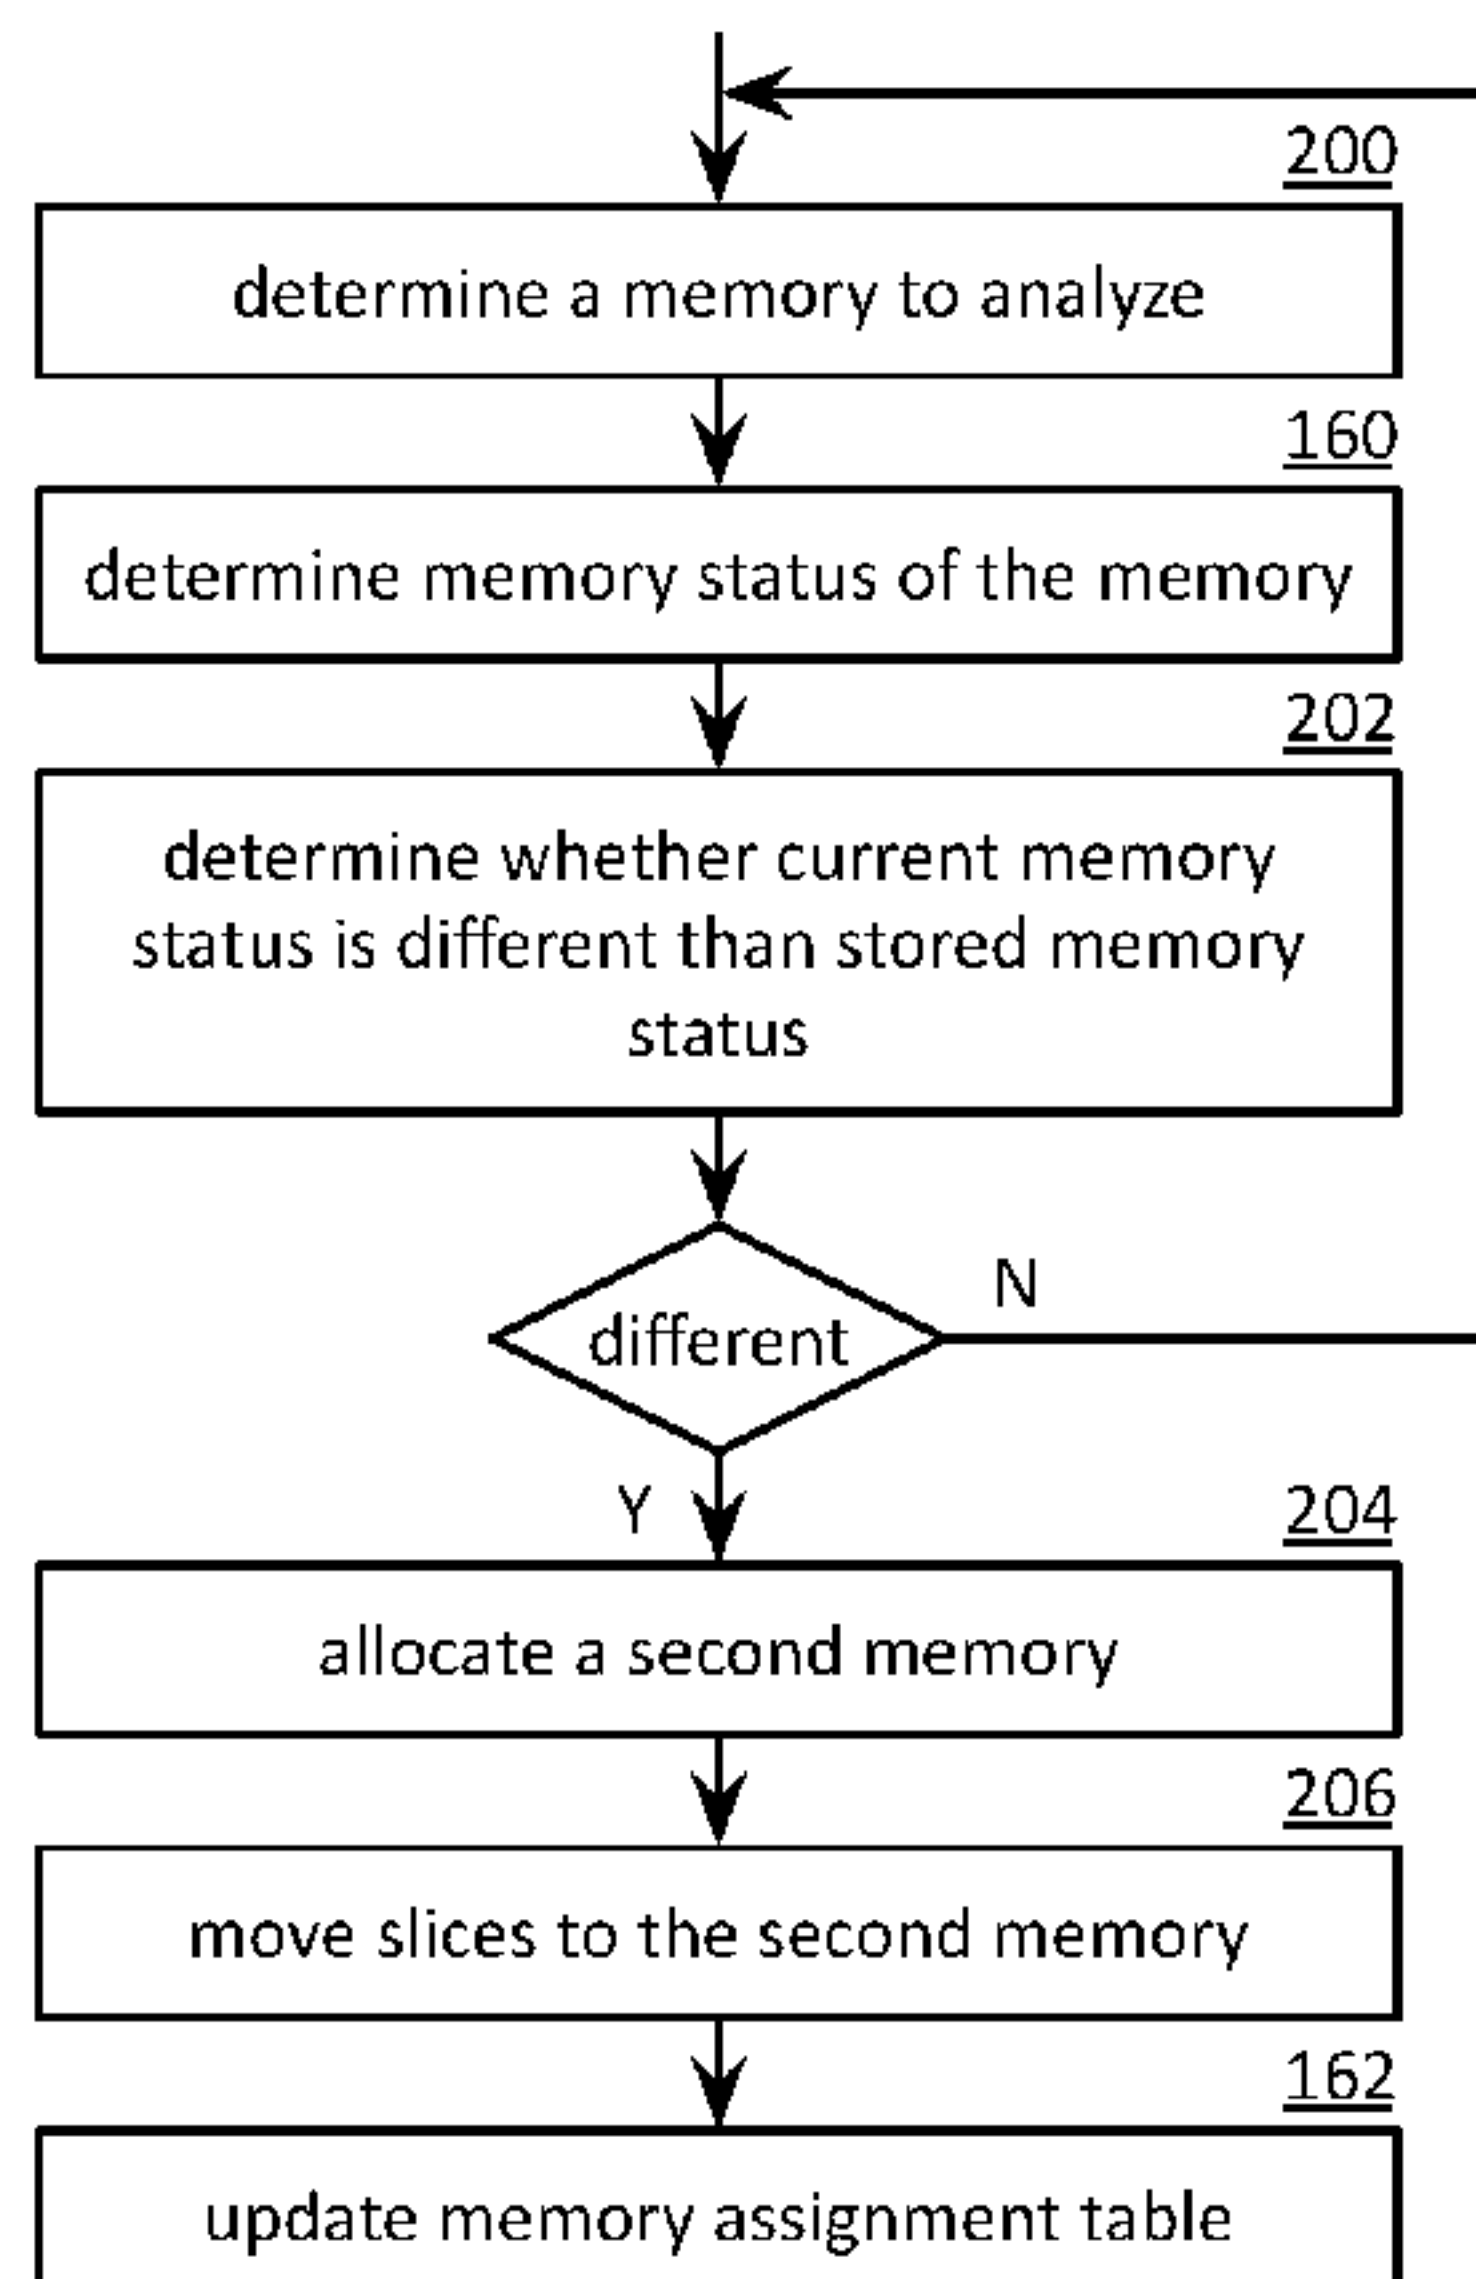 200
determine a memory to analyze
160
determine memory status of the memory
202
determine whether current memory
status is different than stored memory
status
different
N
Y
204
allocate a second memory
206
move slices to the second memory
162
update memory assignment table